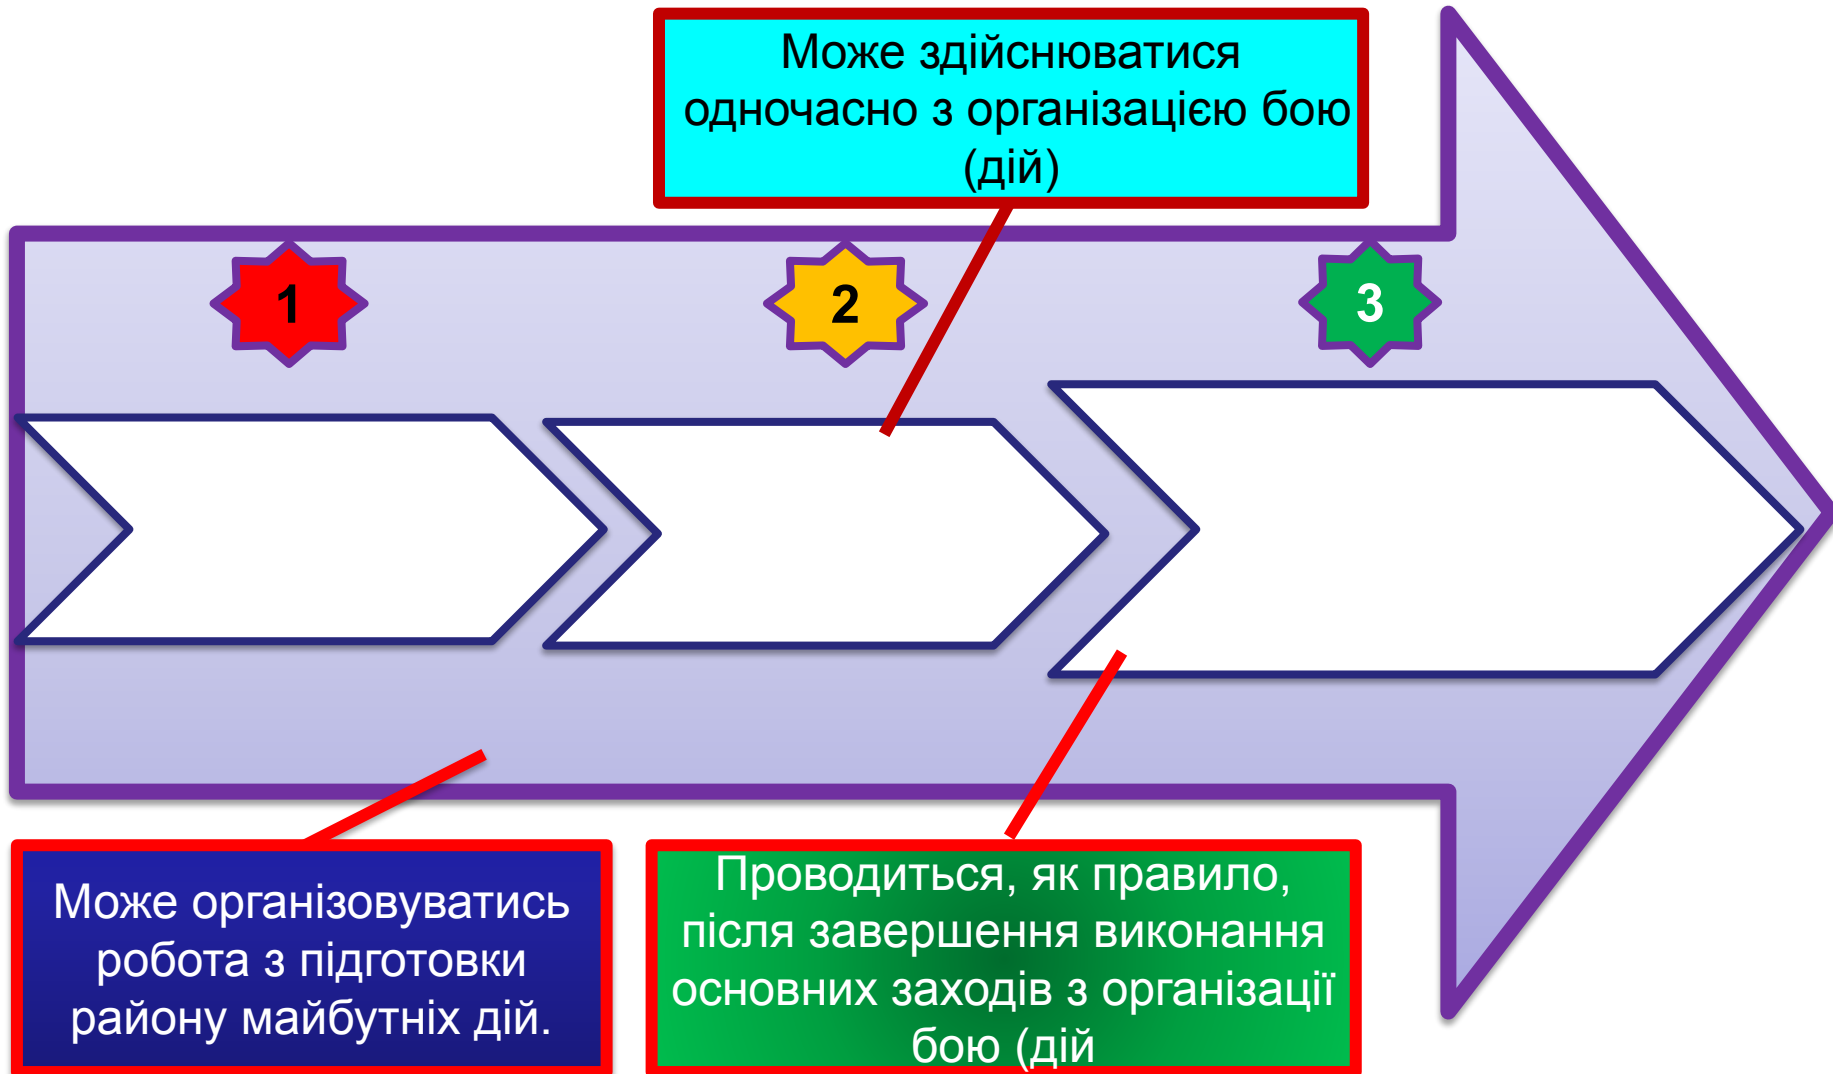 Може здійснюватися
одночасно з організацією бою
(дій)
1
2
3
Може організовуватись
робота з підготовки
району майбутніх дій.
Проводиться, як правило,
після завершення виконання
основних заходів з організації
бою (дій